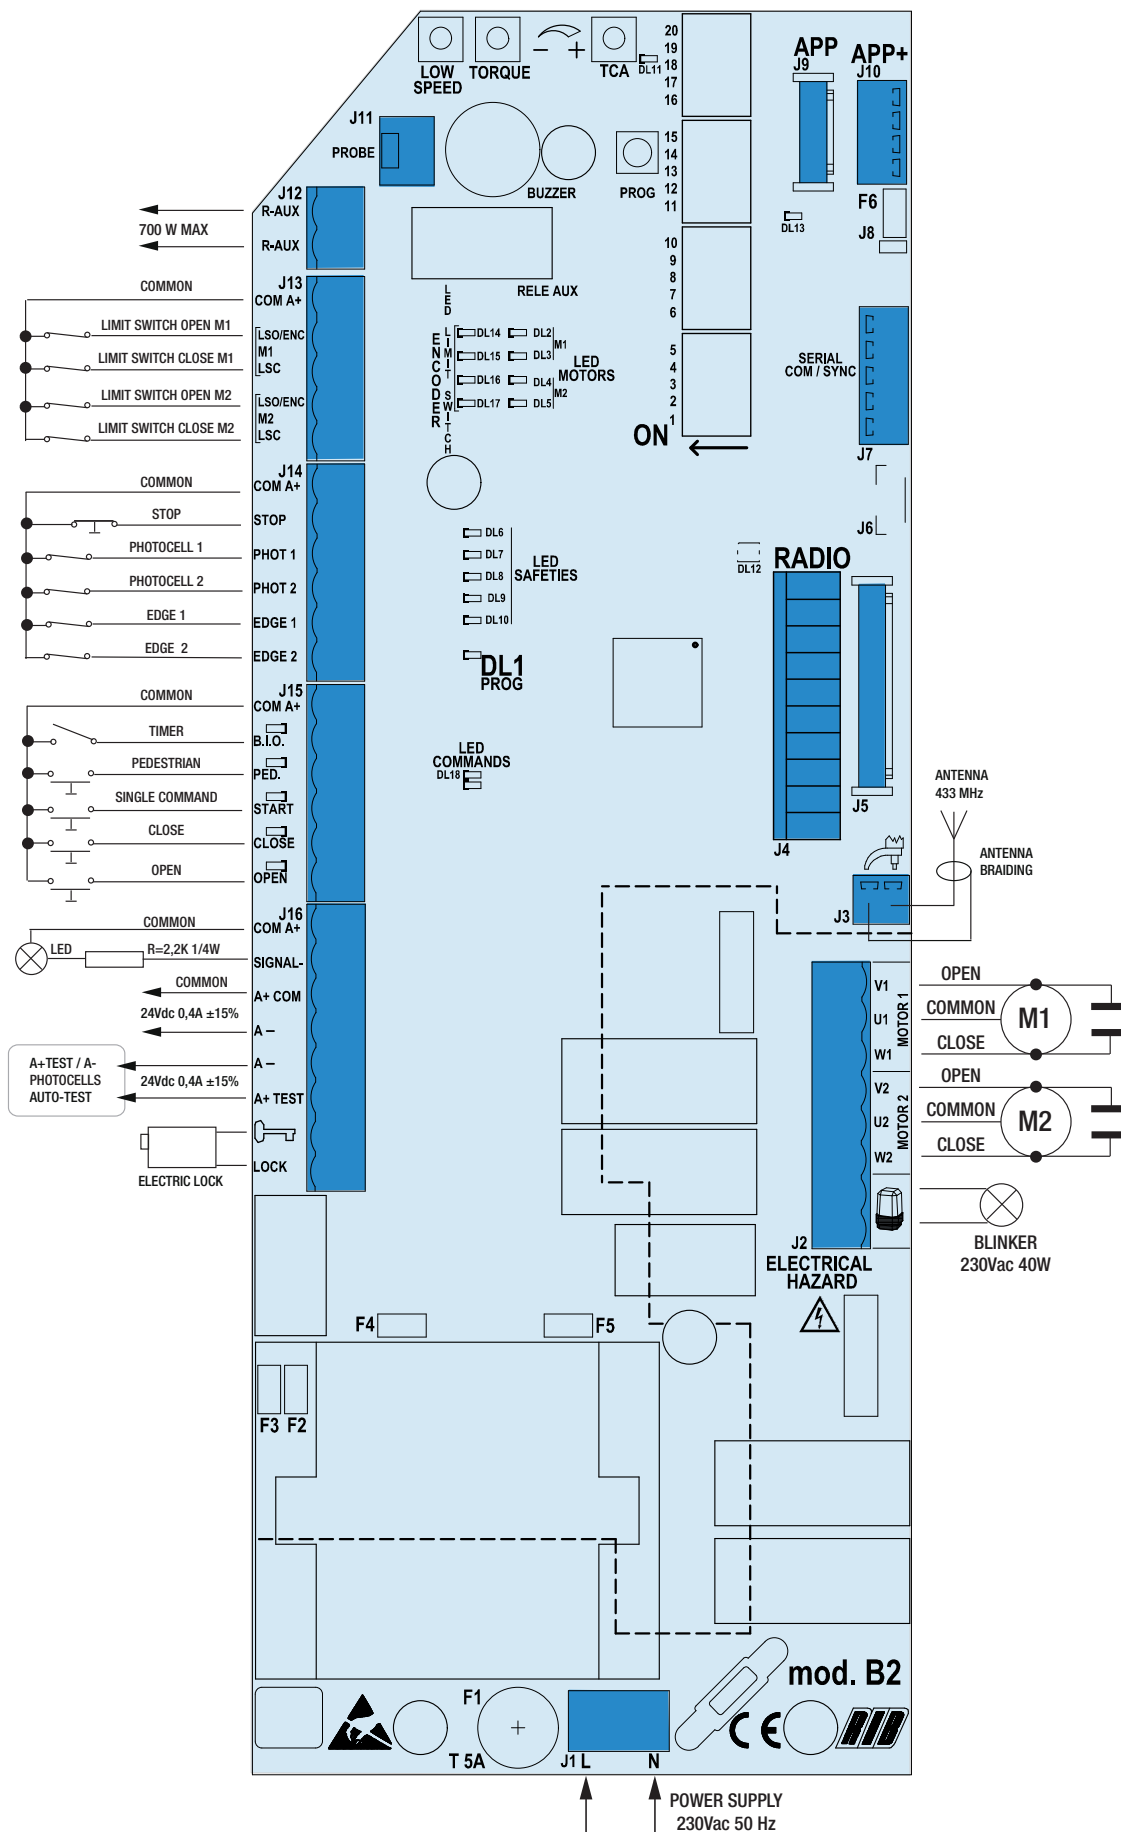 LOW
SPEED
TORQUE
TCA
DL11
20
19
18
17
16
APP
J9
APP+
J10
J11
PROBE
BUZZER
PROG
15
14
13
12
11
DL13
F6
J8
J12
R-AUX
700 W MAX
R-AUX
RELE AUX
10
9
8
7
6
J13
COMMON
COM A+
LIMIT SWITCH OPEN M1
LSO/ENC
M1
LIMIT SWITCH CLOSE M1
LSC
LIMIT SWITCH OPEN M2
LSO/ENC
M2
LIMIT SWITCH CLOSE M2
LSC
ENCODER
LED LIMIT SWITCH
DL14
DL15
DL16
DL17
DL2
DL3
DL4
DL5
M1
M2
LED
MOTORS
5
4
3
2
1
ON
SERIAL
COM / SYNC
J7
J6
J14
COMMON
COM A+
STOP
STOP
PHOTOCELL 1
PHOT 1
PHOTOCELL 2
PHOT 2
EDGE 1
EDGE 1
EDGE 2
EDGE 2
DL6
DL7
DL8
DL9
DL10
LED
SAFETIES
DL1
PROG
DL12
RADIO
J4
J5
J15
COMMON
COM A+
TIMER
B.I.O.
PEDESTRIAN
PED.
SINGLE COMMAND
START
CLOSE
CLOSE
OPEN
OPEN
LED
COMMANDS
DL18
ANTENNA
433 MHz
ANTENNA
BRAIDING
J3
J16
COMMON
COM A+
LED
R=2,2K 1/4W
SIGNAL-
COMMON
A+ COM
24Vdc 0,4A ±15%
A –
A+TEST / A-
PHOTOCELLS
AUTO-TEST
A –
24Vdc 0,4A ±15%
A+ TEST
LOCK
ELECTRIC LOCK
V1
U1
W1
MOTOR 1
OPEN
COMMON
CLOSE
M1
V2
U2
W2
MOTOR 2
OPEN
COMMON
CLOSE
M2
BLINKER
230Vac 40W
J2
ELECTRICAL
HAZARD
F4
F5
F3
F2
mod. B2
F1
T 5A
J1
L
N
CE
RIB
POWER SUPPLY
230Vac 50 Hz